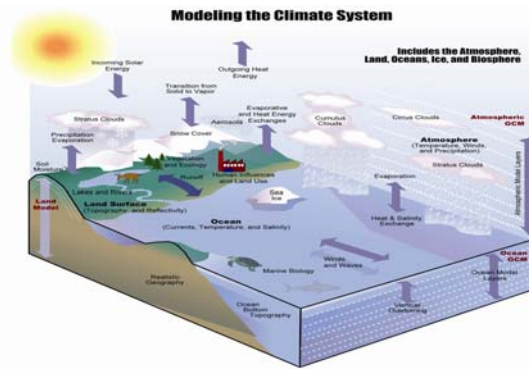 Modeling the Climate System
Includes the Atmosphere,
Land, Oceans, Ice, and Biosphere
Incoming Solar
Energy
Outgoing Heat
Energy
Transition from
Solid to Vapor
Stratus Clouds
Aerosols
Evaporative
and Heat Energy
Exchanges
Snow Cover
Cumulus
Clouds
Cirrus Clouds
Atmospheric
GCM
Precipitation
Evaporation
Atmosphere
(Temperature, Winds,
and Precipitation)
Soil
Moisture
Vegetation
and Ecology
Stratus Clouds
Runoff
Human Influences
and Land Use
Lakes and Rivers
Sea
Ice
Evaporation
Land
Model
Land Surface
(Topography, and Reflectivity)
Ocean
(Currents, Temperature,
and Salinity)
Heat & Salinity
Exchange
Atmospheric Model Layers
Ocean
GCM
Winds
and Waves
Marine Biology
Realistic
Geography
Ocean Model
Layers
Ocean
Bottom
Topography
Vertical
Overturning